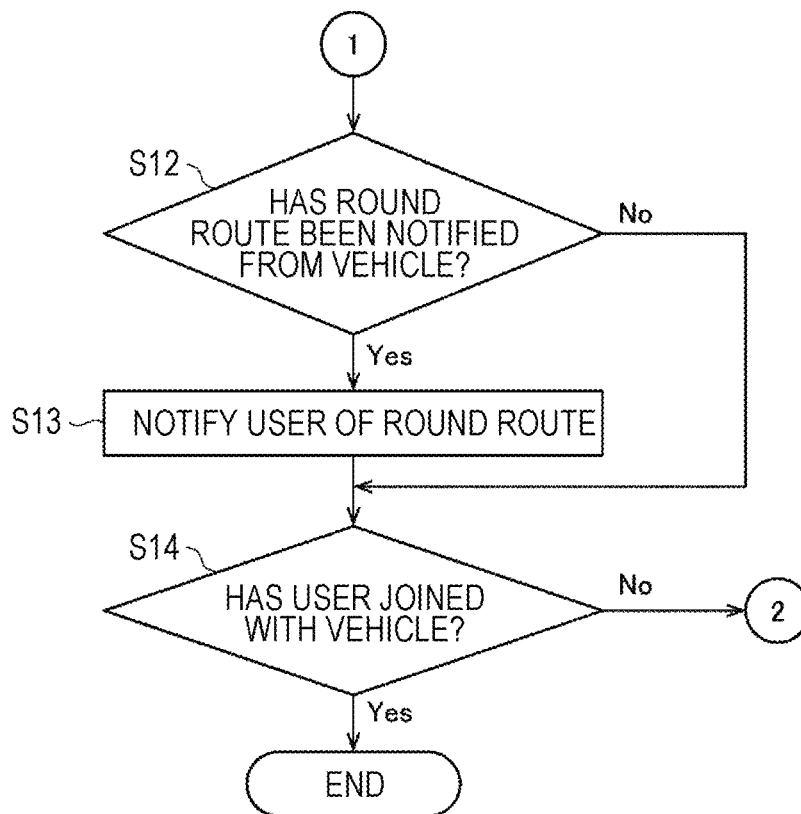 1
S12
HAS ROUND
ROUTE BEEN NOTIFIED
FROM VEHICLE?
No
Yes
S13
NOTIFY USER OF ROUND ROUTE
S14
HAS USER JOINED
WITH VEHICLE?
No
2
Yes
END